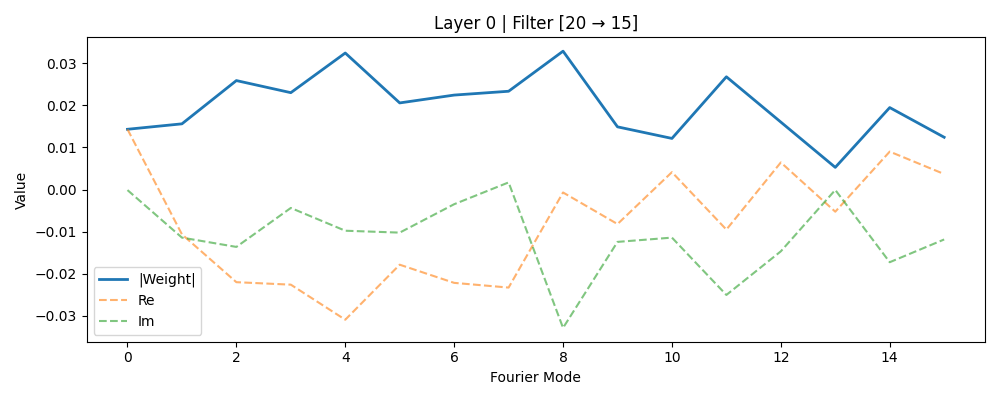 Layer 0 | Filter [20 → 15]
Value
0.03
0.02
0.01
0.00
−0.01
−0.02
−0.03
|Weight|
Re
Im
0 2 4 6 8 10 12 14
Fourier Mode